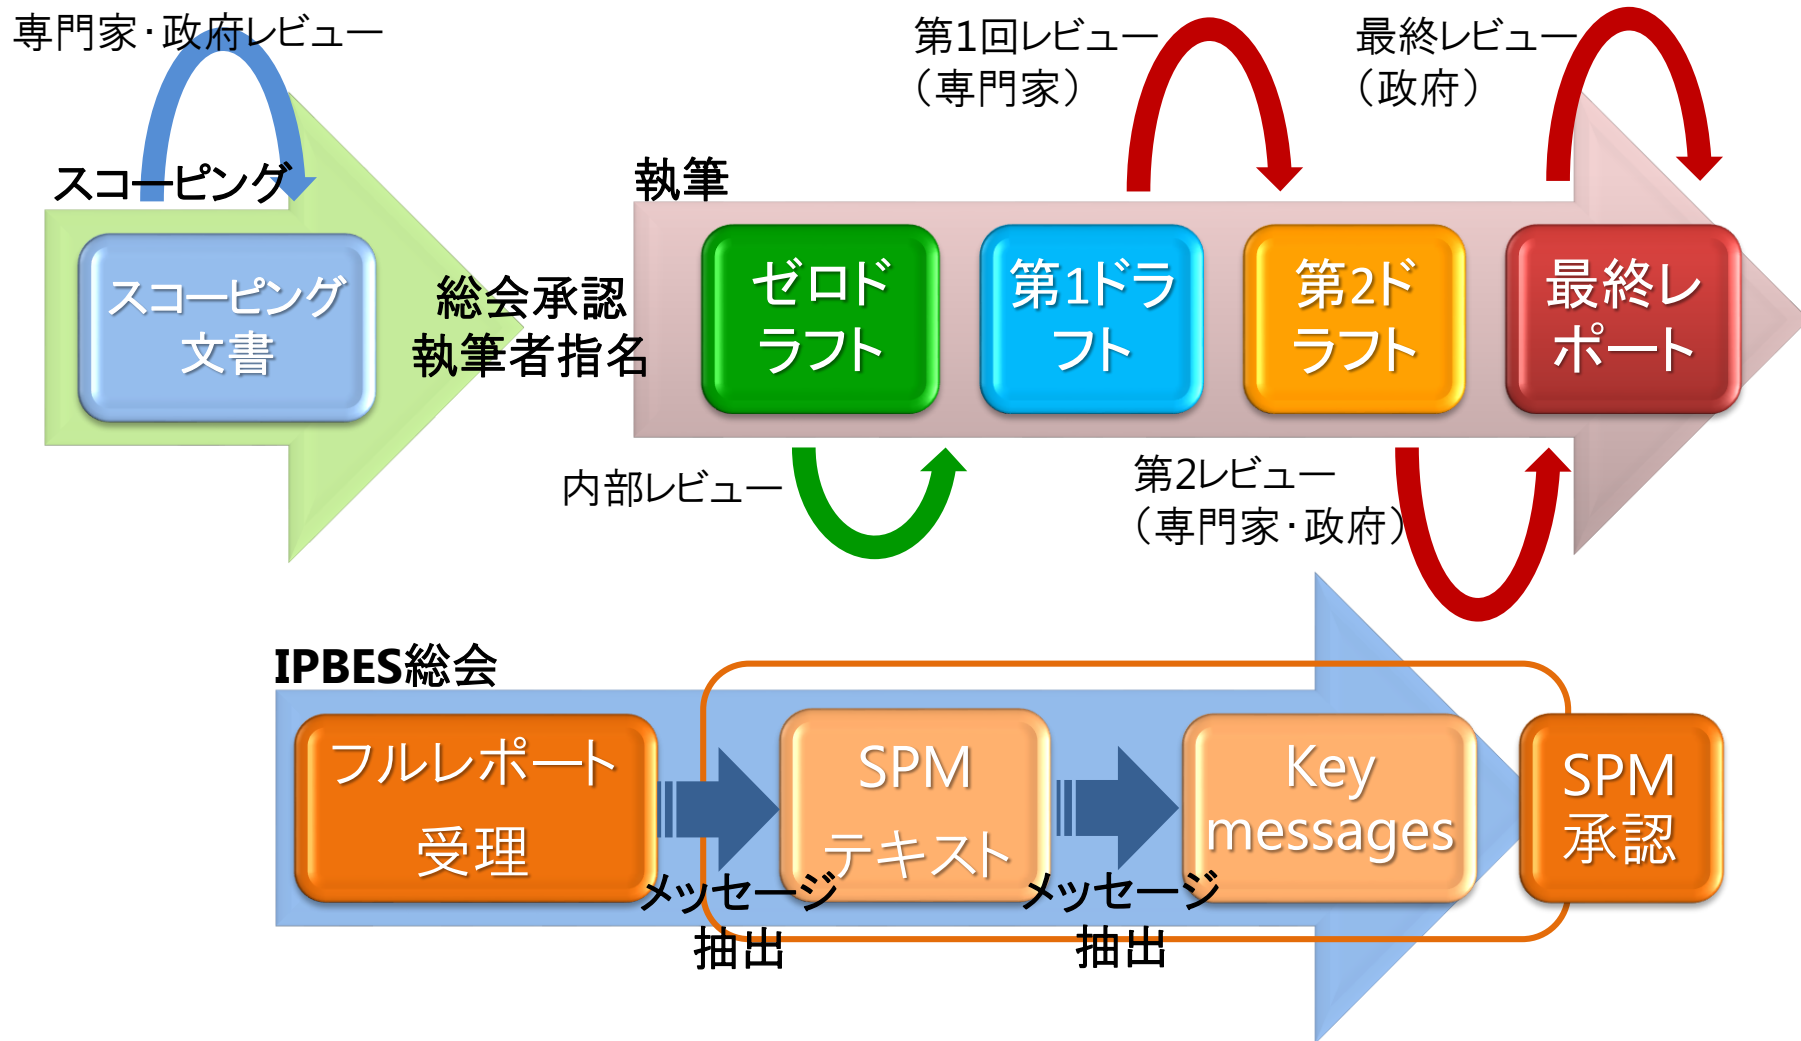 専門家・政府レビュー
スコーピング
スコーピング
文書
総会承認
執筆者指名
第1回レビュー
（専門家）
最終レビュー
（政府）
執筆
ゼロド
ラフト
第1ドラ
フト
第2ド
ラフト
最終レ
ポート
内部レビュー
第2レビュー
（専門家・政府）
IPBES総会
フルレポート
受理
メッセージ
抽出
SPM
テキスト
メッセージ
抽出
Key
messages
SPM
承認